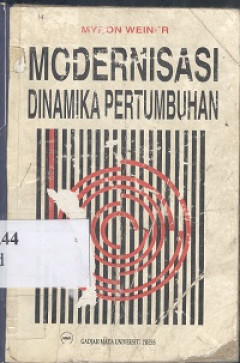 MYRON WEINER
MODERNISASI
DINAMIKA PERTUMBUHAN
.44
GADJAH MADA UNIVERSITY PRESS